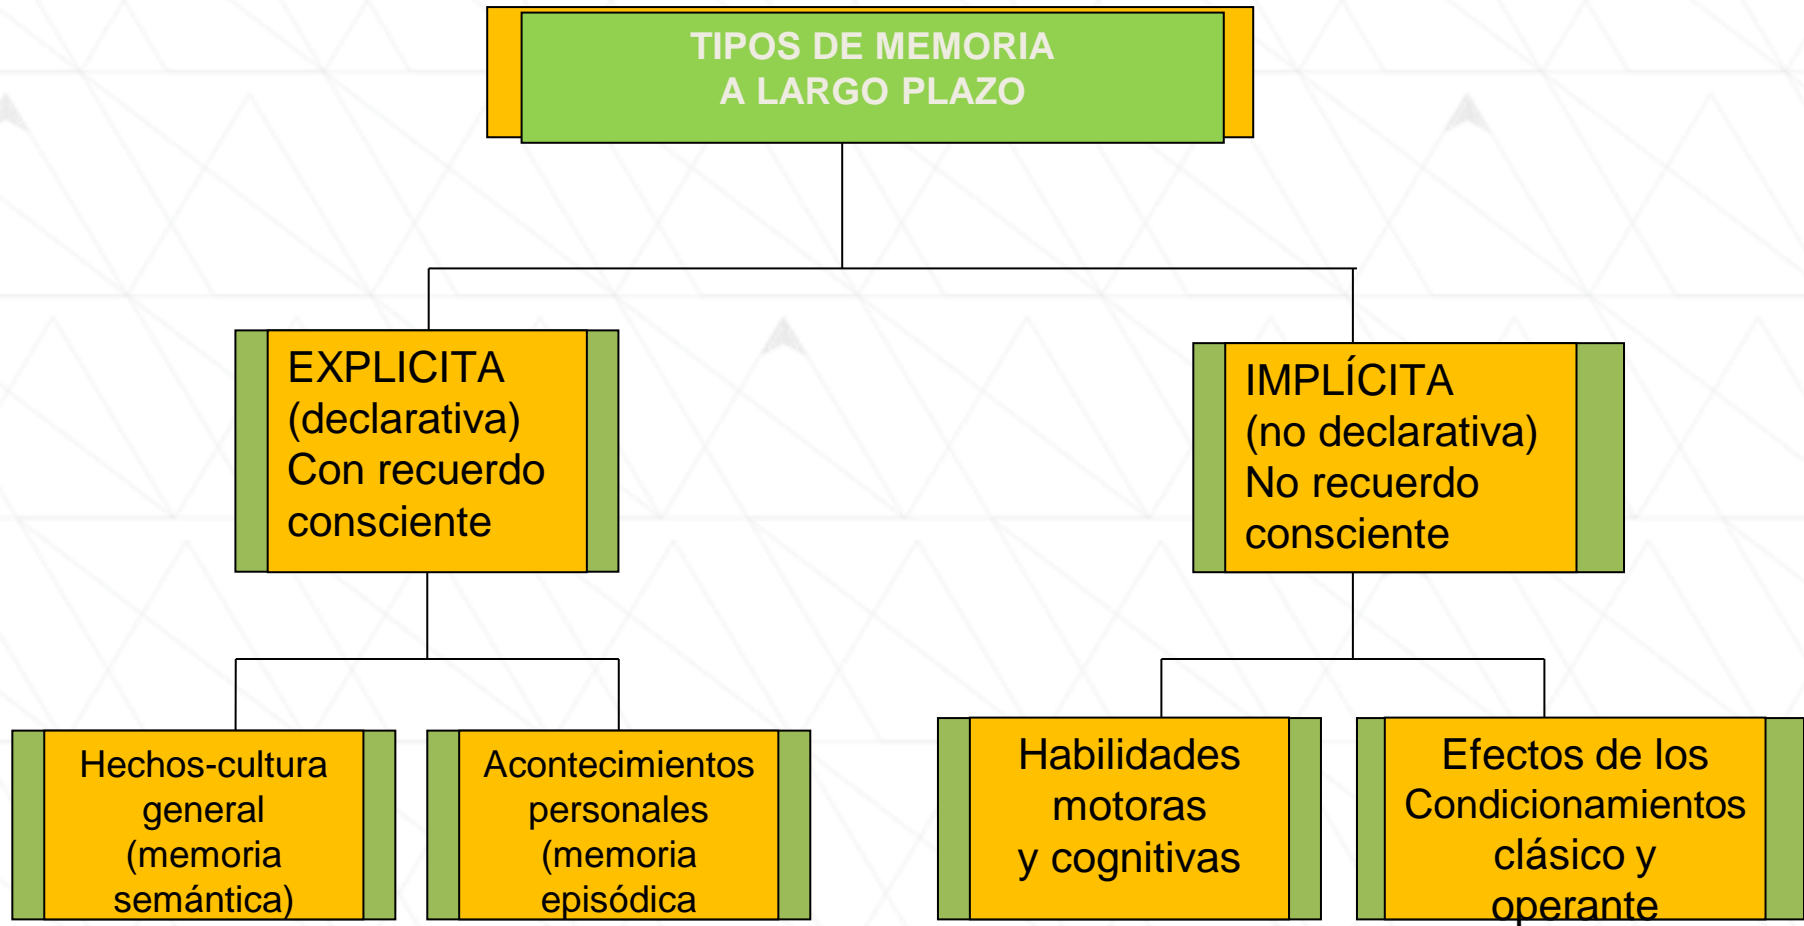 TIPOS DE MEMORIA
A LARGO PLAZO
EXPLICITA
(declarativa)
Con recuerdo
consciente
IMPLÍCITA
(no declarativa)
No recuerdo
consciente
Hechos-cultura
general
(memoria
semántica)
Acontecimientos
personales
(memoria
episódica
Habilidades
motoras
y cognitivas
Efectos de los
Condicionamientos
clásico y
operante